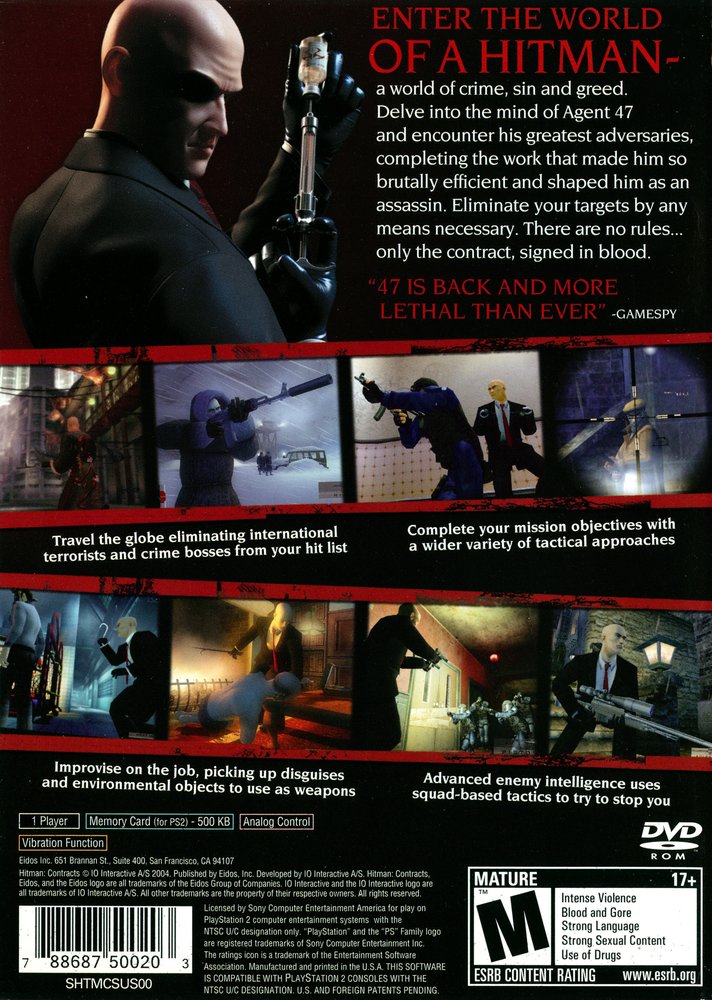 ENTER THE WORLD
OF A HITMAN-
a world of crime, sin and greed.
Delve into the mind of Agent 47
and encounter his greatest adversaries,
completing the work that made him so
brutally efficient and shaped him as an
assassin. Eliminate your targets by any
means necessary. There are no rules...
only the contract, signed in blood.
"47 IS BACK AND MORE
LETHAL THAN EVER" -GAMESPY
Travel the globe eliminating international
terrorists and crime bosses from your hit list
Complete your mission objectives with
a wider variety of tactical approaches
Improvise on the job, picking up disguises
and environmental objects to use as weapons
Advanced enemy intelligence uses
squad-based tactics to try to stop you
1 Player
Memory Card (for PS2) - 500 KB
Analog Control
Vibration Function
DVD
ROM
Eidos Inc. 651 Brannan St., Suite 400, San Francisco, CA 94107
Hitman: Contracts © IO Interactive A/S 2004. Published by Eidos, Inc. Developed by IO Interactive A/S. Hitman: Contracts,
Eidos, and the Eidos logo are all trademarks of the Eidos Group of Companies. IO Interactive and the IO Interactive logo are
all trademarks of IO Interactive A/S. All other trademarks are the property of their respective owners. All rights reserved.
Licensed by Sony Computer Entertainment America for play on
PlayStation 2 computer entertainment systems with the
NTSC U/C designation only. "PlayStation" and the "PS" Family logo
are registered trademarks of Sony Computer Entertainment Inc.
The ratings icon is a trademark of the Entertainment Software
Association. Manufactured and printed in the U.S.A. THIS SOFTWARE
IS COMPATIBLE WITH PLAYSTATION 2 CONSOLES WITH THE
NTSC U/C DESIGNATION. U.S. AND FOREIGN PATENTS PENDING.
7 88687 50020 3
SHTMCSUS00
MATURE 17+
TM
M
Intense Violence
Blood and Gore
Strong Language
Strong Sexual Content
Use of Drugs
ESRB CONTENT RATING www.esrb.org